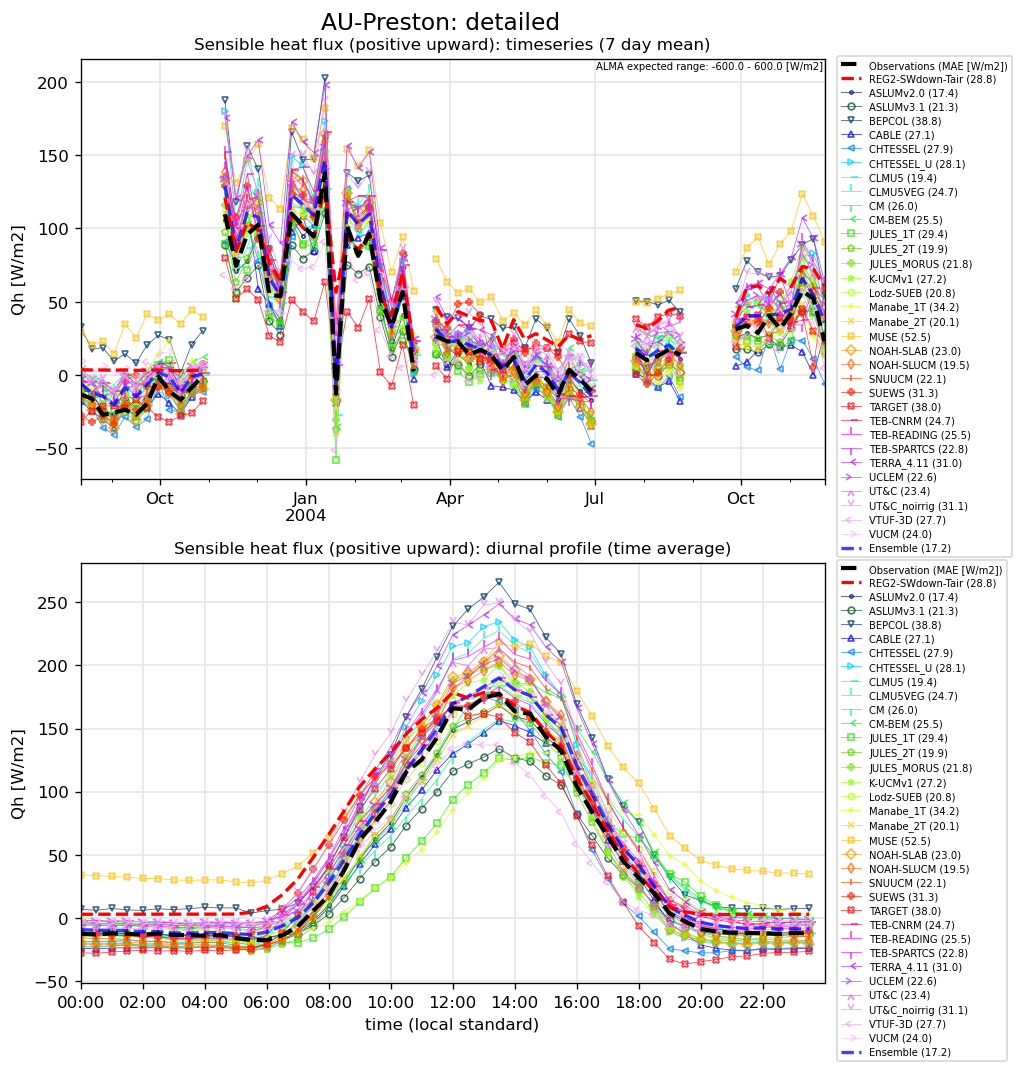 AU-Preston: detailed
Sensible heat flux (positive upward): timeseries (7 day mean)
ALMA expected range: -600.0 - 600.0 [W/m2]
Qh [W/m2]
200
150
100
50
0
−50
Oct
Jan
2004
Apr
Jul
Oct
Observations (MAE [W/m2])
REG2-SWdown-Tair (28.8)
ASLUMv2.0 (17.4)
ASLUMv3.1 (21.3)
BEPCOL (38.8)
CABLE (27.1)
CHTESSEL (27.9)
CHTESSEL_U (28.1)
CLMU5 (19.4)
CLMU5VEG (24.7)
CM (26.0)
CM-BEM (25.5)
JULES_1T (29.4)
JULES_2T (19.9)
JULES_MORUS (21.8)
K-UCMv1 (27.2)
Lodz-SUEB (20.8)
Manabe_1T (34.2)
Manabe_2T (20.1)
MUSE (52.5)
NOAH-SLAB (23.0)
NOAH-SLUCM (19.5)
SNUUCM (22.1)
SUEWS (31.3)
TARGET (38.0)
TEB-CNRM (24.7)
TEB-READING (25.5)
TEB-SPARTCS (22.8)
TERRA_4.11 (31.0)
UCLEM (22.6)
UT&C (23.4)
UT&C_noirrig (31.1)
VTUF-3D (27.7)
VUCM (24.0)
Ensemble (17.2)
Sensible heat flux (positive upward): diurnal profile (time average)
Qh [W/m2]
250
200
150
100
50
0
−50
00:00
02:00
04:00
06:00
08:00
10:00
12:00
14:00
16:00
18:00
20:00
22:00
time (local standard)
Observation (MAE [W/m2])
REG2-SWdown-Tair (28.8)
ASLUMv2.0 (17.4)
ASLUMv3.1 (21.3)
BEPCOL (38.8)
CABLE (27.1)
CHTESSEL (27.9)
CHTESSEL_U (28.1)
CLMU5 (19.4)
CLMU5VEG (24.7)
CM (26.0)
CM-BEM (25.5)
JULES_1T (29.4)
JULES_2T (19.9)
JULES_MORUS (21.8)
K-UCMv1 (27.2)
Lodz-SUEB (20.8)
Manabe_1T (34.2)
Manabe_2T (20.1)
MUSE (52.5)
NOAH-SLAB (23.0)
NOAH-SLUCM (19.5)
SNUUCM (22.1)
SUEWS (31.3)
TARGET (38.0)
TEB-CNRM (24.7)
TEB-READING (25.5)
TEB-SPARTCS (22.8)
TERRA_4.11 (31.0)
UCLEM (22.6)
UT&C (23.4)
UT&C_noirrig (31.1)
VTUF-3D (27.7)
VUCM (24.0)
Ensemble (17.2)